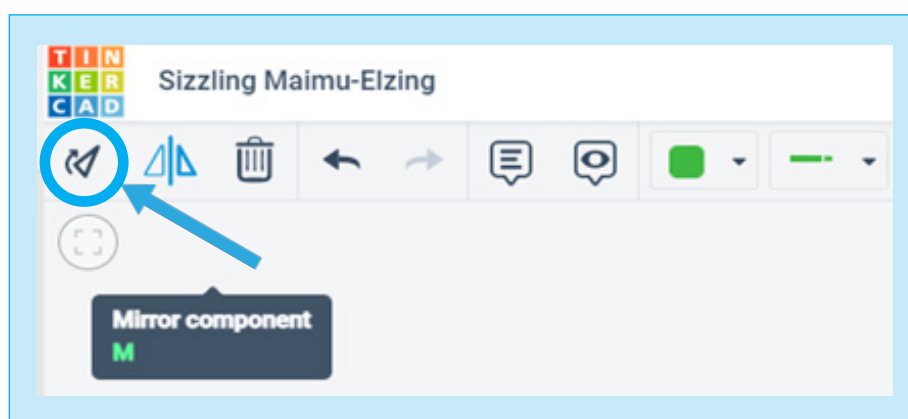 TIN
KER
CAD
Sizzling Maimu-Elzing
Mirror component
M